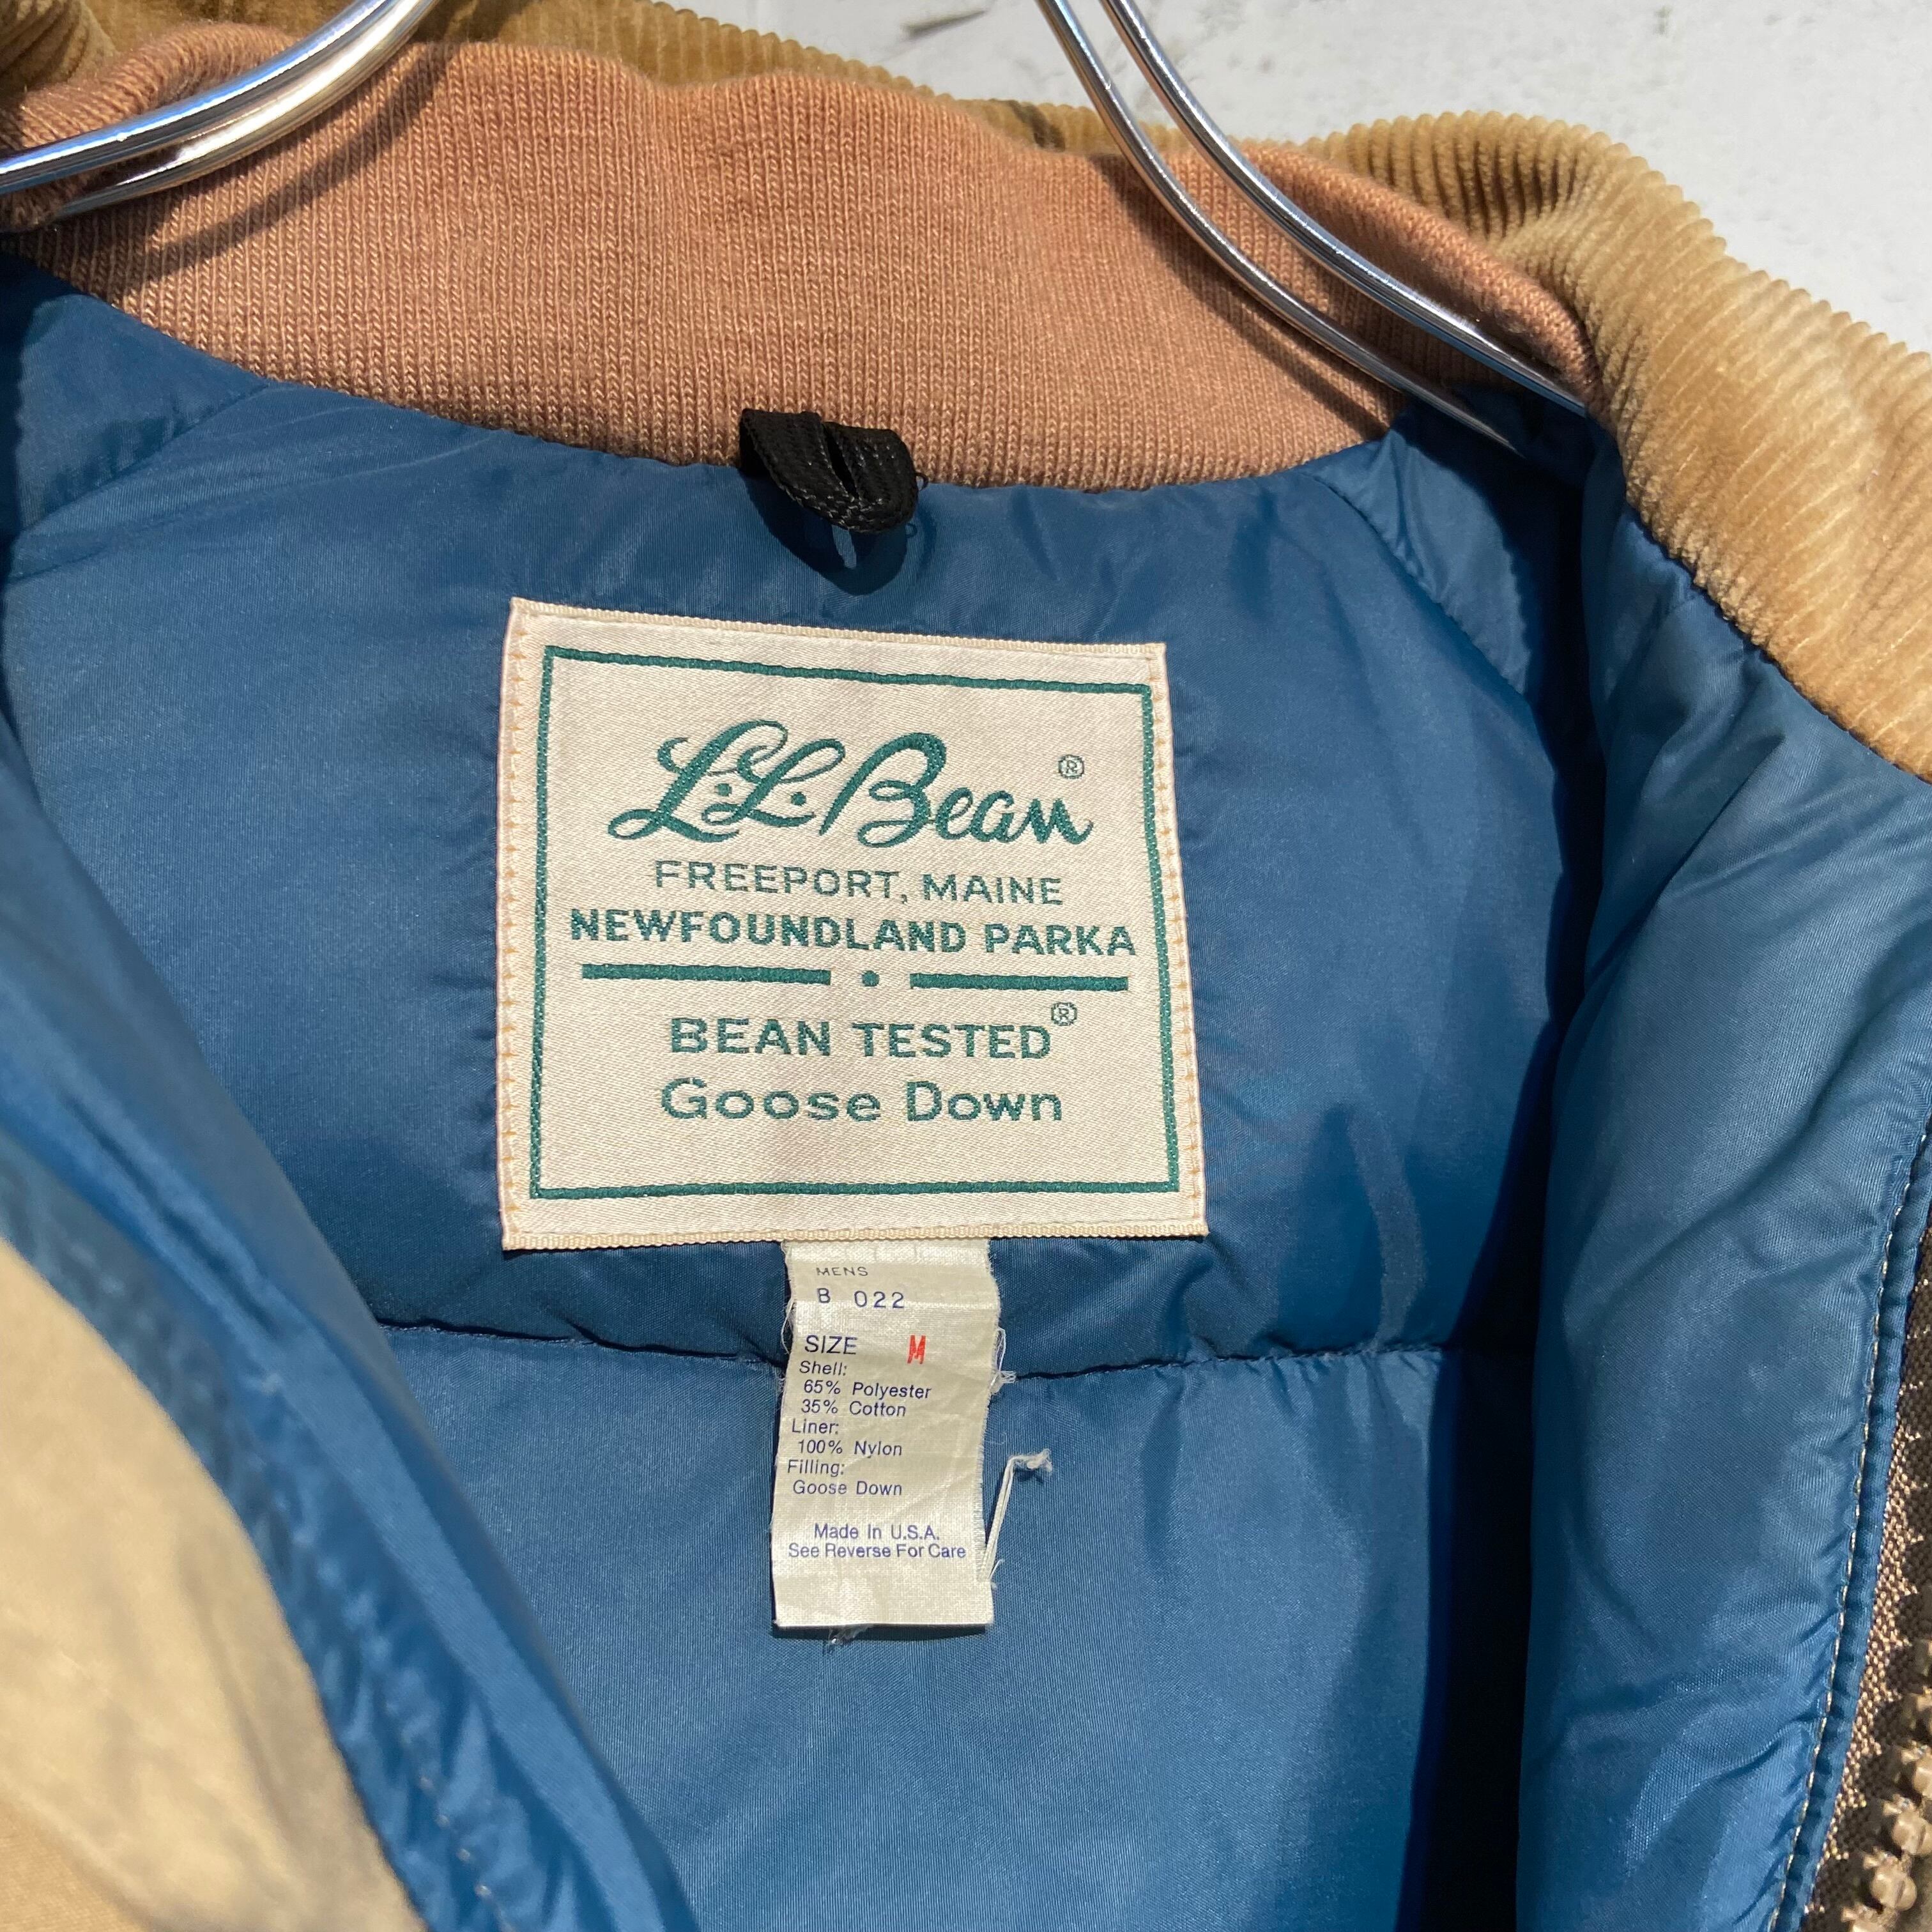 L.L.Bean®
FREEPORT, MAINE
NEWFOUNDLAND PARKA
BEAN TESTED®
Goose Down
MENS
B 022
SIZE M
Shell:
65% Polyester
35% Cotton
Liner:
100% Nylon
Filling:
Goose Down
Made In U.S.A.
See Reverse For Care